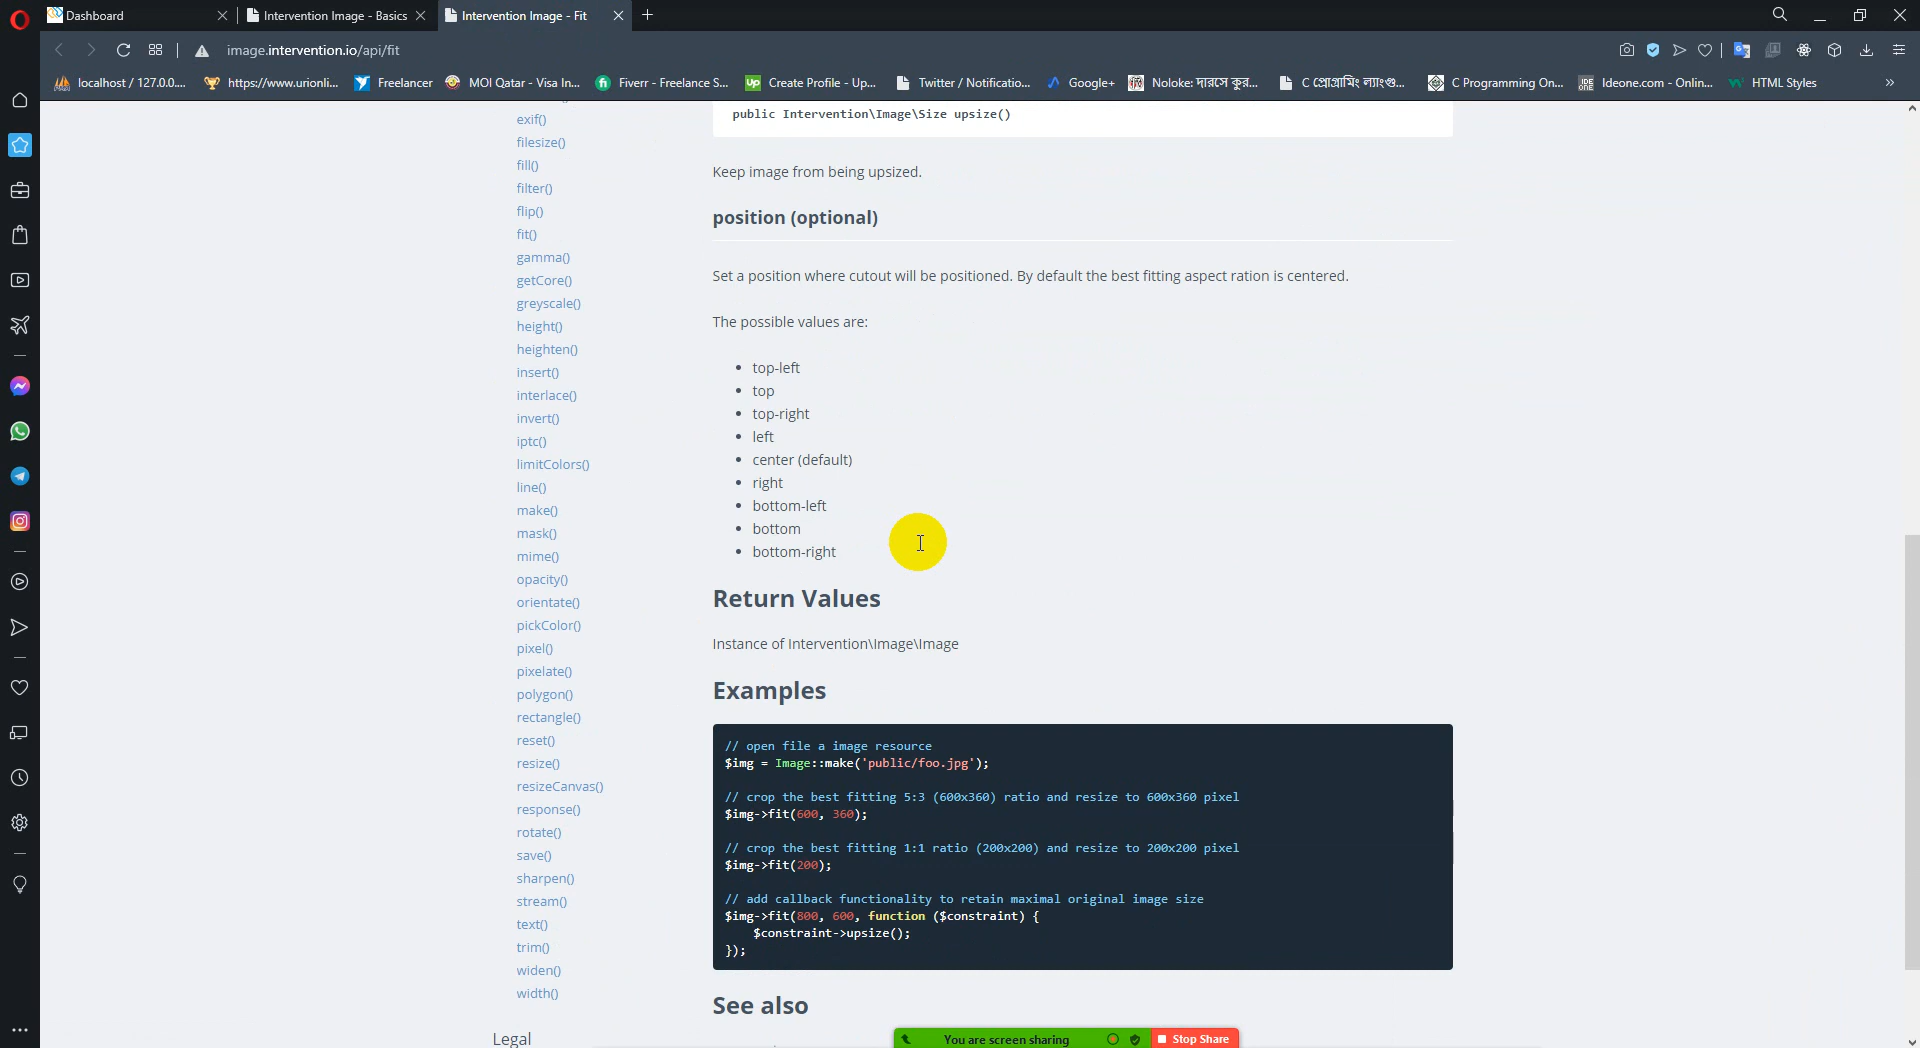 Dashboard
Intervention Image - Basics
Intervention Image - Fit
image.intervention.io/api/fit
localhost / 127.0.0...
https://www.urionli...
Freelancer
MOI Qatar - Visa In...
Fiverr - Freelance S...
Create Profile - Up...
Twitter / Notificatio...
Google+
Noloke: দারসে কুর...
C প্রোগ্রামিং ল্যাংগু...
C Programming On...
Ideone.com - Onlin...
HTML Styles
exif()
filesize()
fill()
filter()
flip()
fit()
gamma()
getCore()
greyscale()
height()
heighten()
insert()
interlace()
invert()
iptc()
limitColors()
line()
make()
mask()
mime()
opacity()
orientate()
pickColor()
pixel()
pixelate()
polygon()
rectangle()
reset()
resize()
resizeCanvas()
response()
rotate()
save()
sharpen()
stream()
text()
trim()
widen()
width()
Legal
public Intervention\Image\Size upsize()
Keep image from being upsized.
position (optional)
Set a position where cutout will be positioned. By default the best fitting aspect ration is centered.
The possible values are:
top-left
top
top-right
left
center (default)
right
bottom-left
bottom
bottom-right
Return Values
Instance of Intervention\Image\Image
Examples
// open file a image resource
$img = Image::make('public/foo.jpg');
// crop the best fitting 5:3 (600x360) ratio and resize to 600x360 pixel
$img->fit(600, 360);
// crop the best fitting 1:1 ratio (200x200) and resize to 200x200 pixel
$img->fit(200);
// add callback functionality to retain maximal original image size
$img->fit(800, 600, function ($constraint) {
$constraint->upsize();
});
See also
You are screen sharing
Stop Share